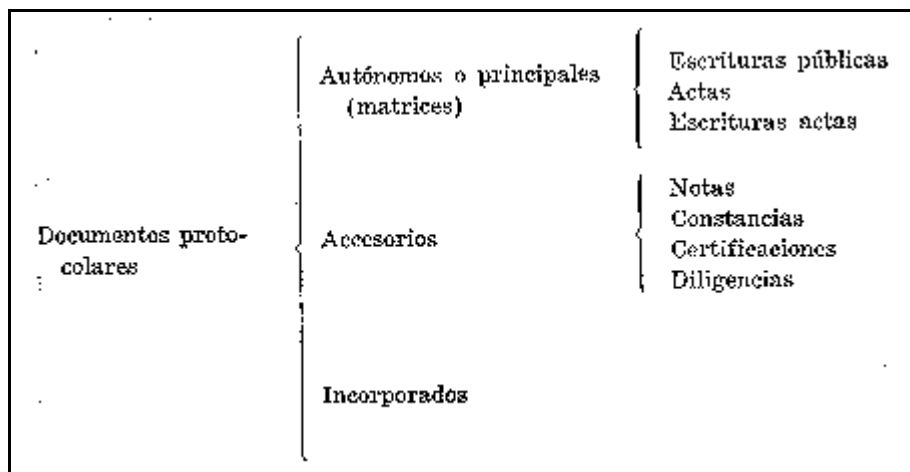 Autónomos o principales
(matrices)
Escrituras públicas
Actas
Escrituras actas
Documentos proto-
colares
Accesorios
Notas
Constancias
Certificaciones
Diligencias
Incorporados